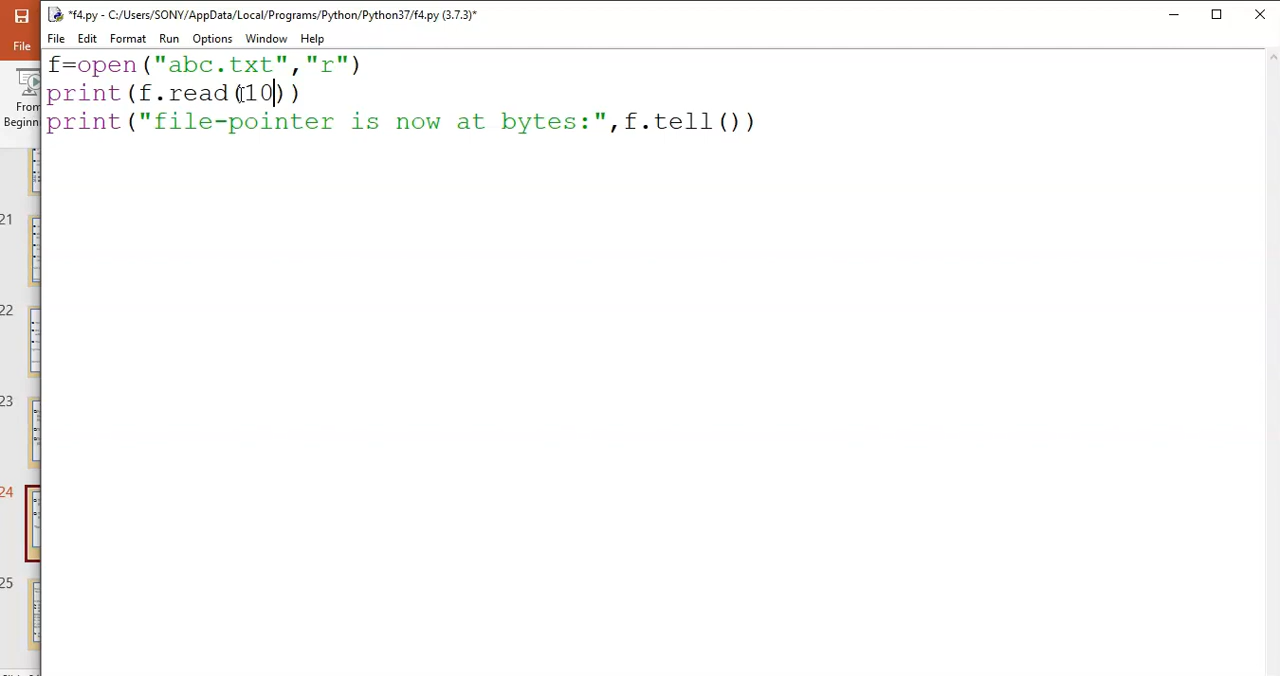 *f4.py - C:/Users/SONY/AppData/Local/Programs/Python/Python37/f4.py (3.7.3)*
File
File Edit Format Run Options Window Help
f=open("abc.txt","r")
print(f.read(10))
print("file-pointer is now at bytes:",f.tell())
From
Beginn
21
22
23
24
25